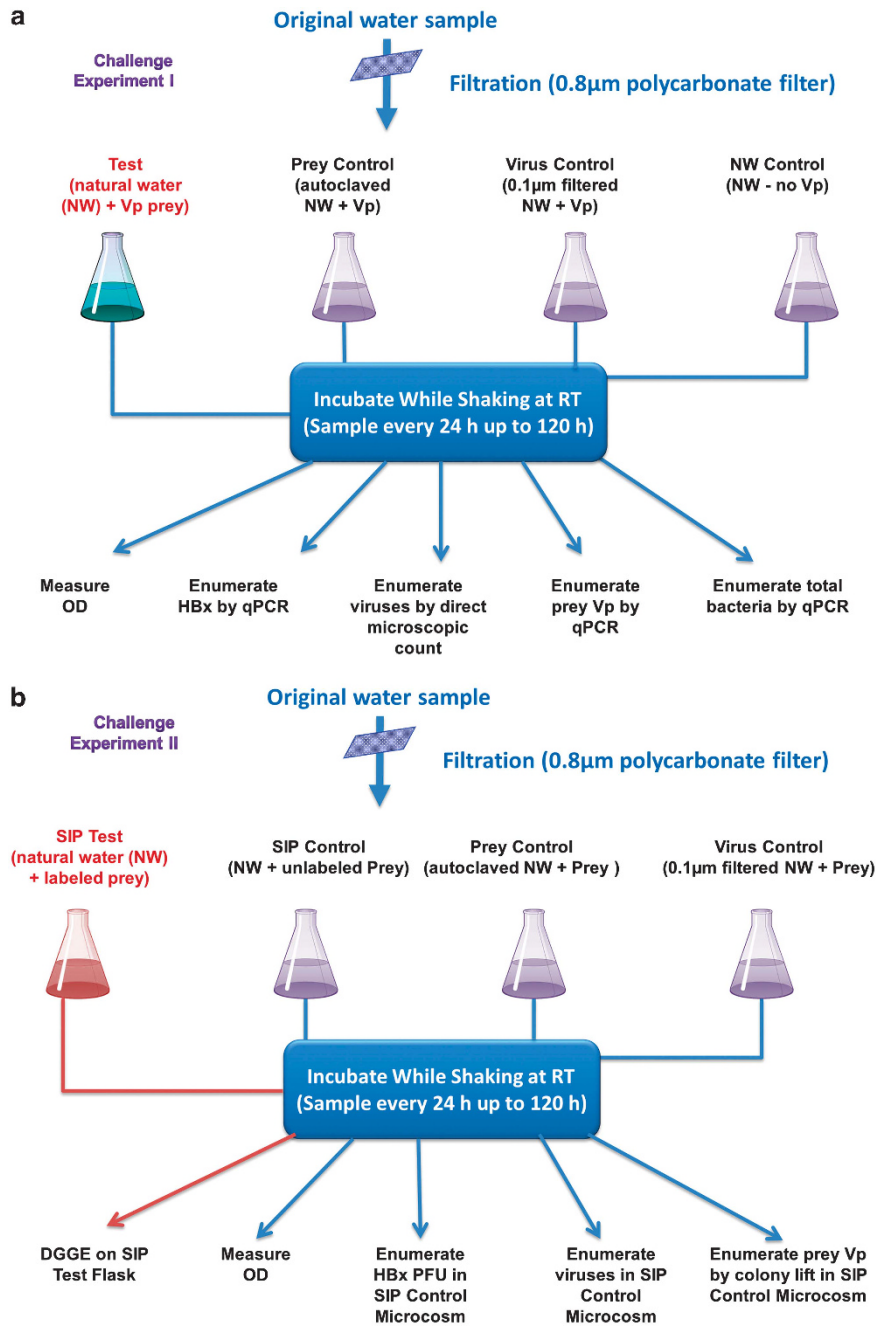 a
Original water sample
Challenge
Experiment I
Filtration (0.8µm polycarbonate filter)
Test
(natural water
(NW) + Vp prey)
Prey Control
(autoclaved
NW + Vp)
Virus Control
(0.1µm filtered
NW + Vp)
NW Control
(NW - no Vp)
Incubate While Shaking at RT
(Sample every 24 h up to 120 h)
Measure
OD
Enumerate
HBx by qPCR
Enumerate
viruses by direct
microscopic
count
Enumerate
prey Vp by
qPCR
Enumerate total
bacteria by qPCR
b
Original water sample
Challenge
Experiment II
Filtration (0.8µm polycarbonate filter)
SIP Test
(natural water (NW)
+ labeled prey)
SIP Control
(NW + unlabeled Prey)
Prey Control
(autoclaved NW + Prey )
Virus Control
(0.1µm filtered NW + Prey)
Incubate While Shaking at RT
(Sample every 24 h up to 120 h)
DGGE on SIP
Test Flask
Measure
OD
Enumerate
HBx PFU in
SIP Control
Microcosm
Enumerate
viruses in SIP
Control
Microcosm
Enumerate prey Vp
by colony lift in SIP
Control Microcosm